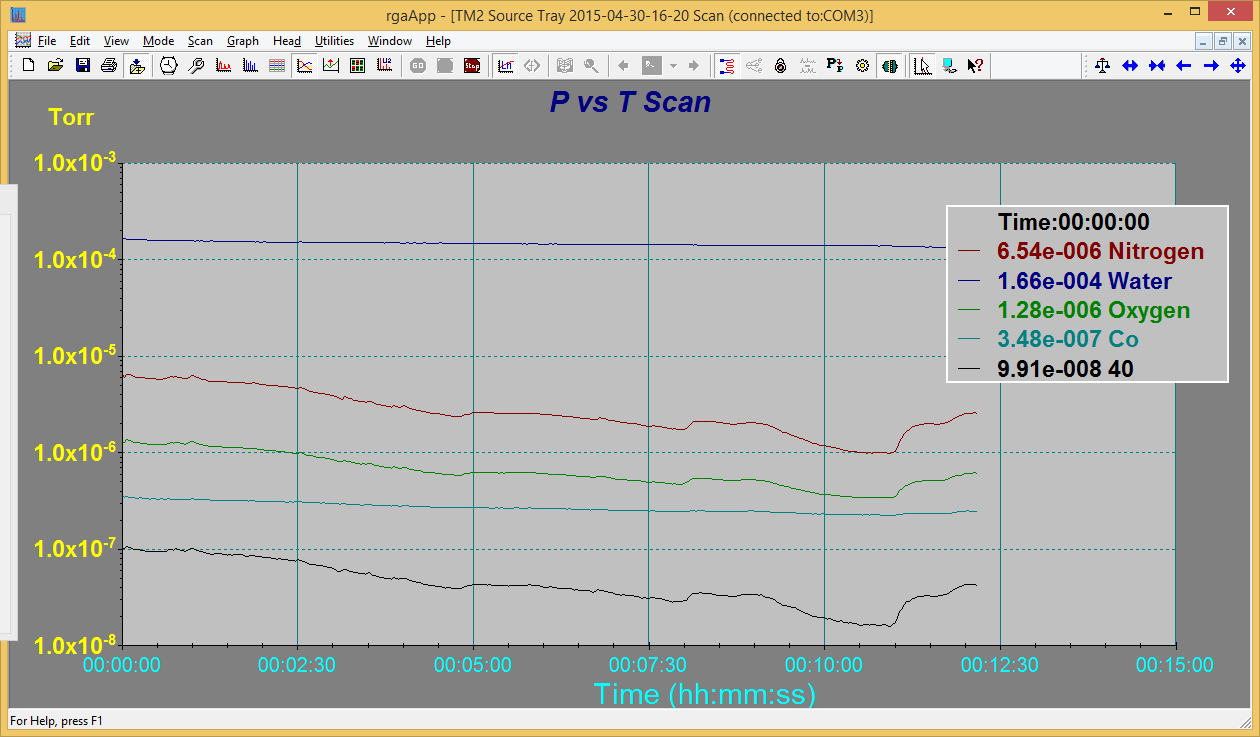 rgaApp - [TM2 Source Tray 2015-04-30-16-20 Scan (connected to:COM3)]
File Edit View Mode Scan Graph Head Utilities Window Help
GO Stop
P vs T Scan
Torr
1.0x10-3
Time:00:00:00
6.54e-006 Nitrogen
1.0x10-4
1.66e-004 Water
1.28e-006 Oxygen
3.48e-007 Co
1.0x10-5
9.91e-008 40
1.0x10-6
1.0x10-7
1.0x10-8
00:00:00 00:02:30 00:05:00 00:07:30 00:10:00 00:12:30 00:15:00
Time (hh:mm:ss)
For Help, press F1